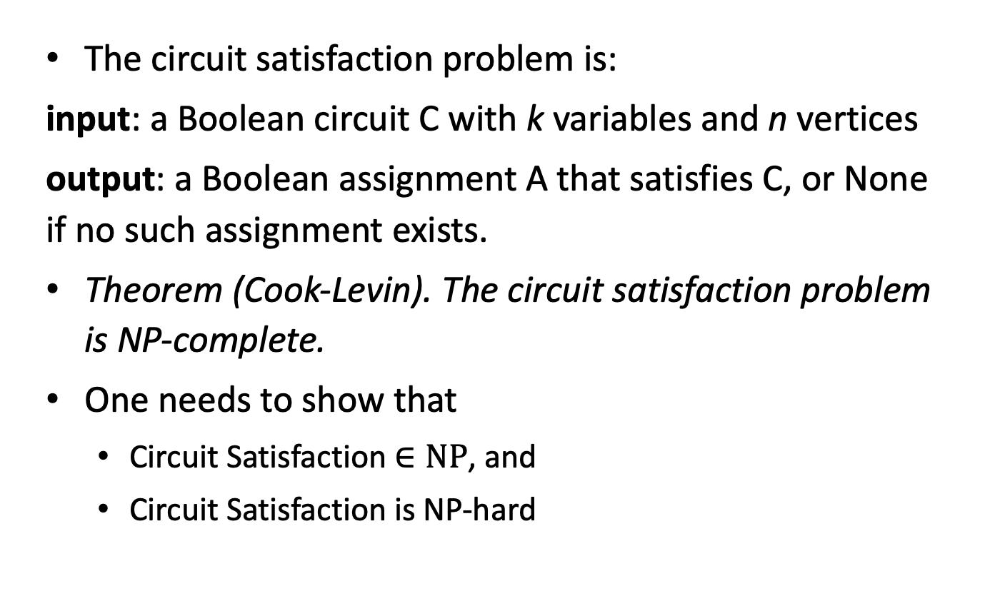 • The circuit satisfaction problem is:
input: a Boolean circuit C with k variables and n vertices
output: a Boolean assignment A that satisfies C, or None
if no such assignment exists.
• Theorem (Cook-Levin). The circuit satisfaction problem
is NP-complete.
• One needs to show that
• Circuit Satisfaction ∈ NP, and
• Circuit Satisfaction is NP-hard